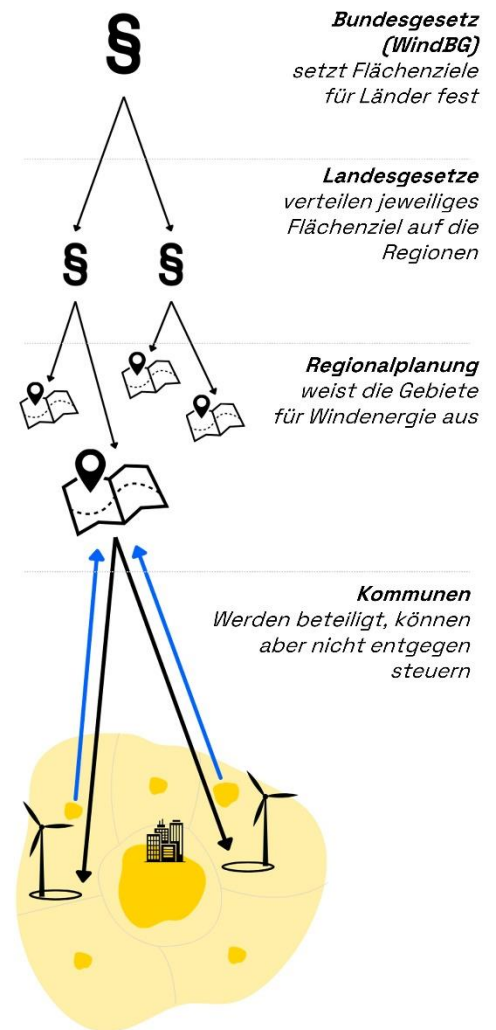 Bundesgesetz
(WindBG)
setzt Flächenziele
für Länder fest
Landesgesetze
verteilen jeweiliges
Flächenziel auf die
Regionen
Regionalplanung
weist die Gebiete
für Windenergie aus
Kommunen
Werden beteiligt, können
aber nicht entgegen
steuern
§
§
§